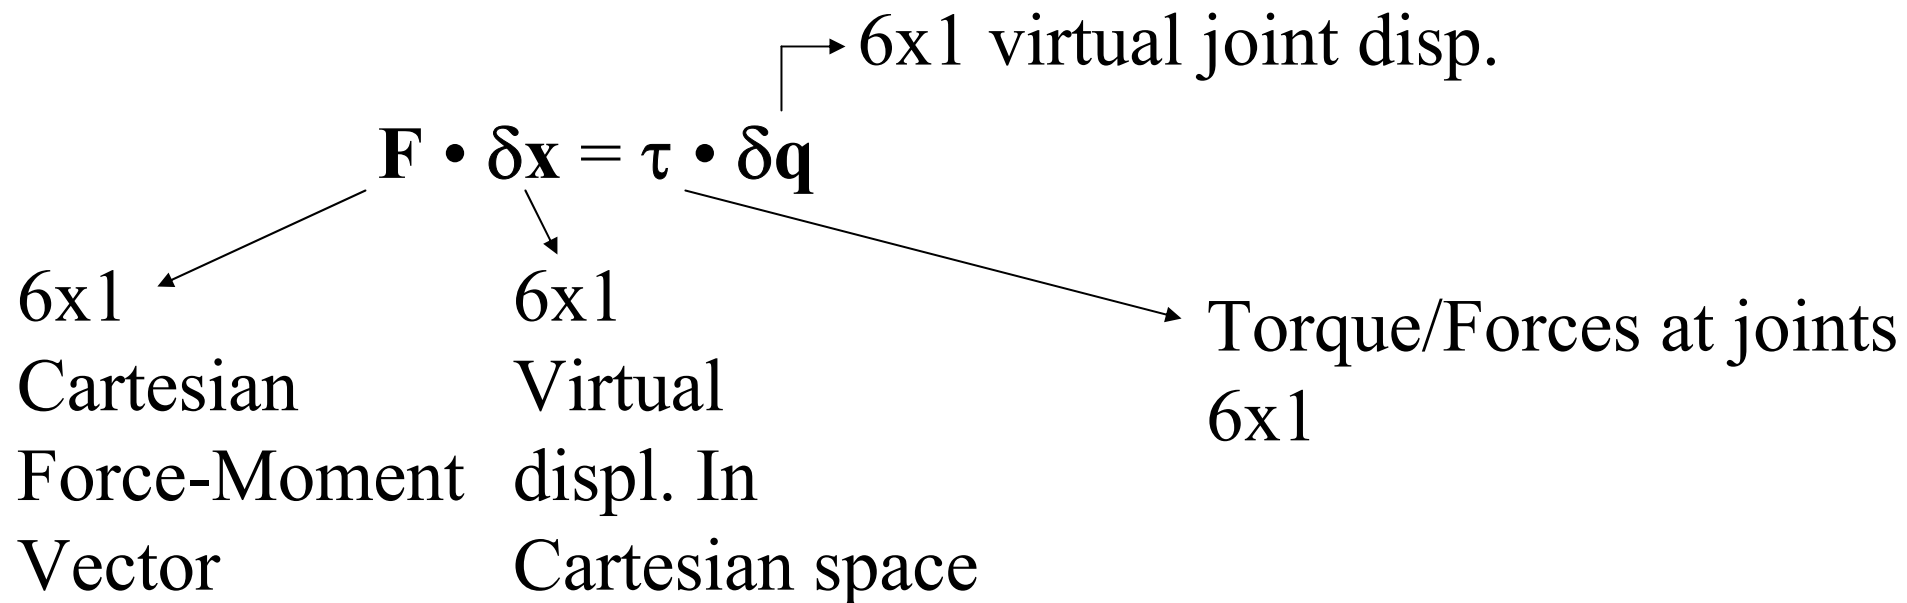 6x1 virtual joint disp.
F • δx = τ • δq
6x1
Cartesian
Force-Moment
Vector
6x1
Virtual
displ. In
Cartesian space
Torque/Forces at joints
6x1